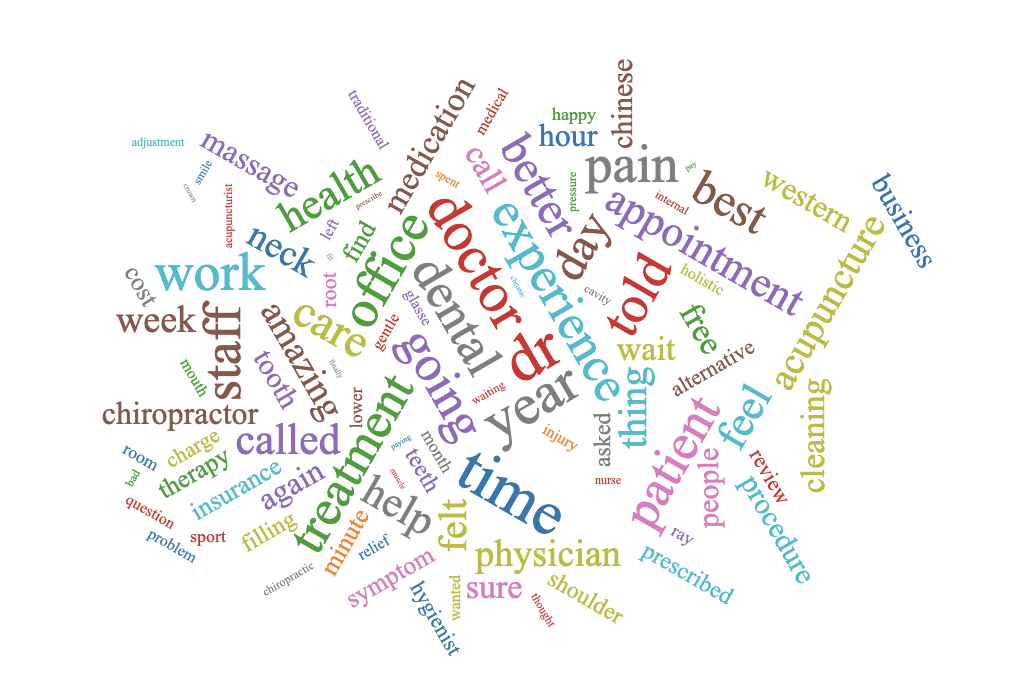 chinese
traditional
medical
medication
happy
hour
adjustment
massage
smile
crown
acupuncturist
health
prescribe
spent
call
better
pressure
pain
pay
internal
best
western
business
appointment
left
find
neck
fit
office
doctor
experience
day
told
holistic
acupuncture
work
cost
root
dental
glasse
chronic
cavity
free
week
staff
amazing
care
gentle
going
dr
wait
alternative
mouth
tooth
finally
lower
waiting
year
thing
feel
cleaning
chiropractor
called
treatment
paying
month
injury
asked
patient
people
review
room
charge
therapy
insurance
again
teeth
muscle
time
nurse
procedure
bad
question
sport
problem
filling
minute
help
relief
felt
physician
ray
prescribed
chiropractic
symptom
hygienist
wanted
sure
thought
shoulder